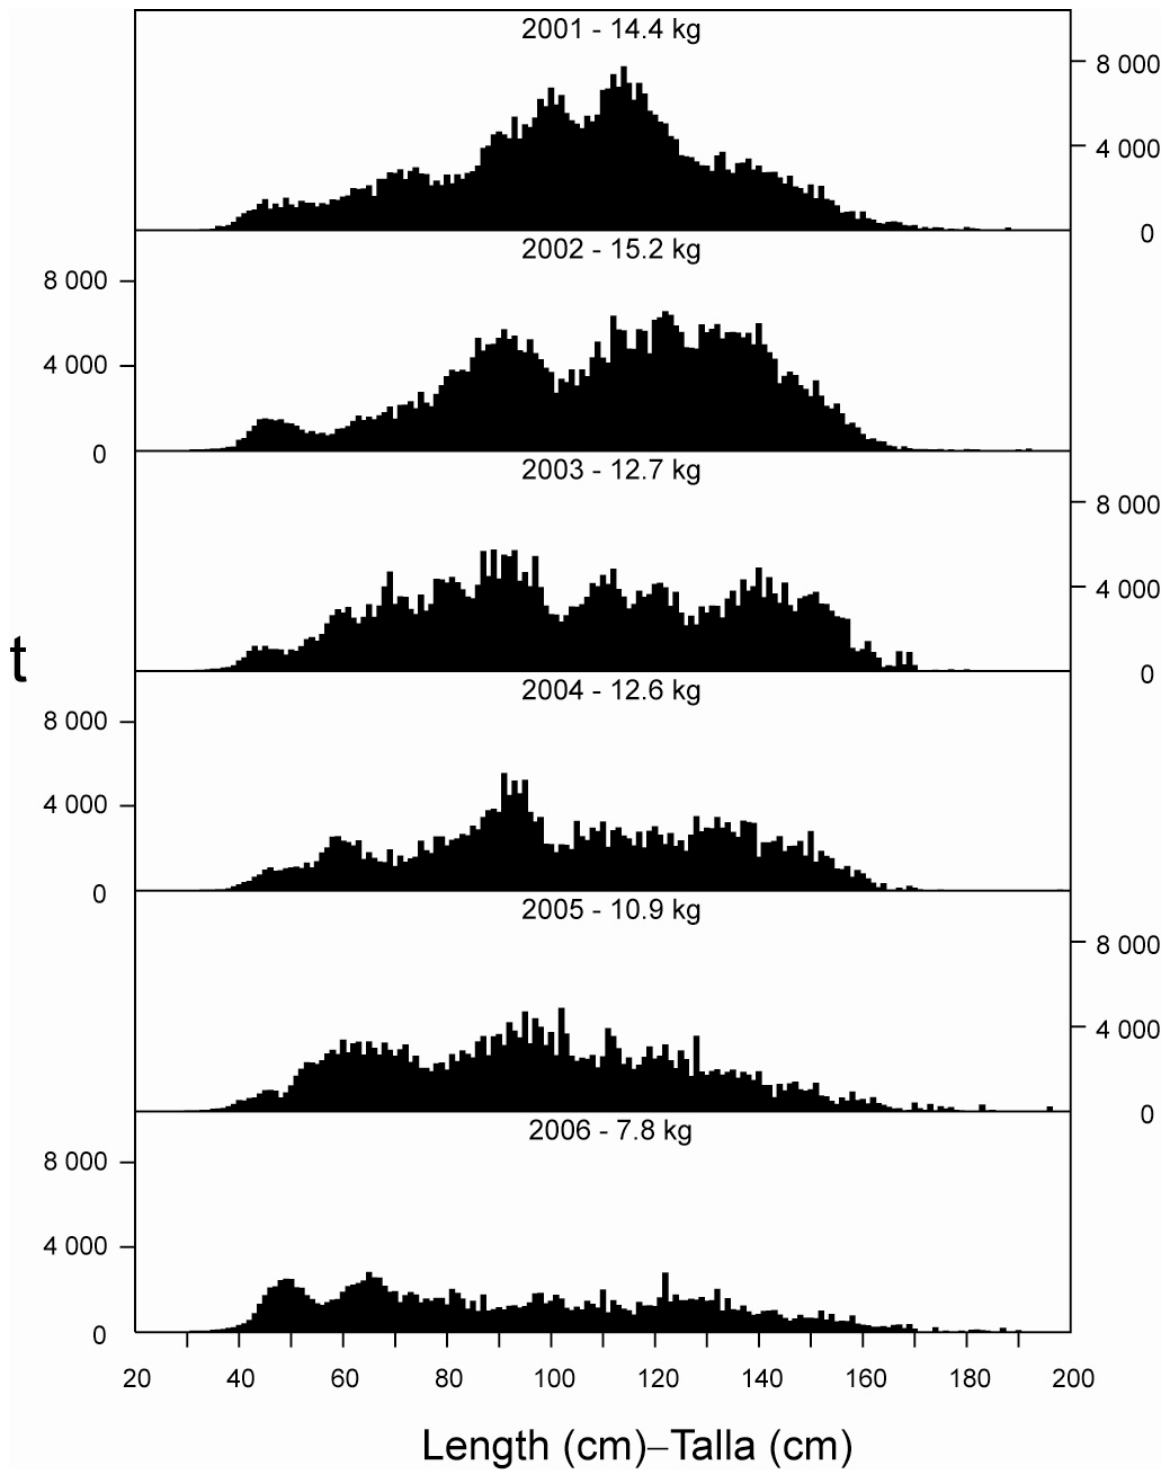 2001 - 14.4 kg
8 000
4 000
0
2002 - 15.2 kg
8 000
4 000
0
2003 - 12.7 kg
8 000
4 000
0
t
2004 - 12.6 kg
8 000
4 000
0
2005 - 10.9 kg
8 000
4 000
0
2006 - 7.8 kg
8 000
4 000
0
20 40 60 80 100 120 140 160 180 200
Length (cm)–Talla (cm)